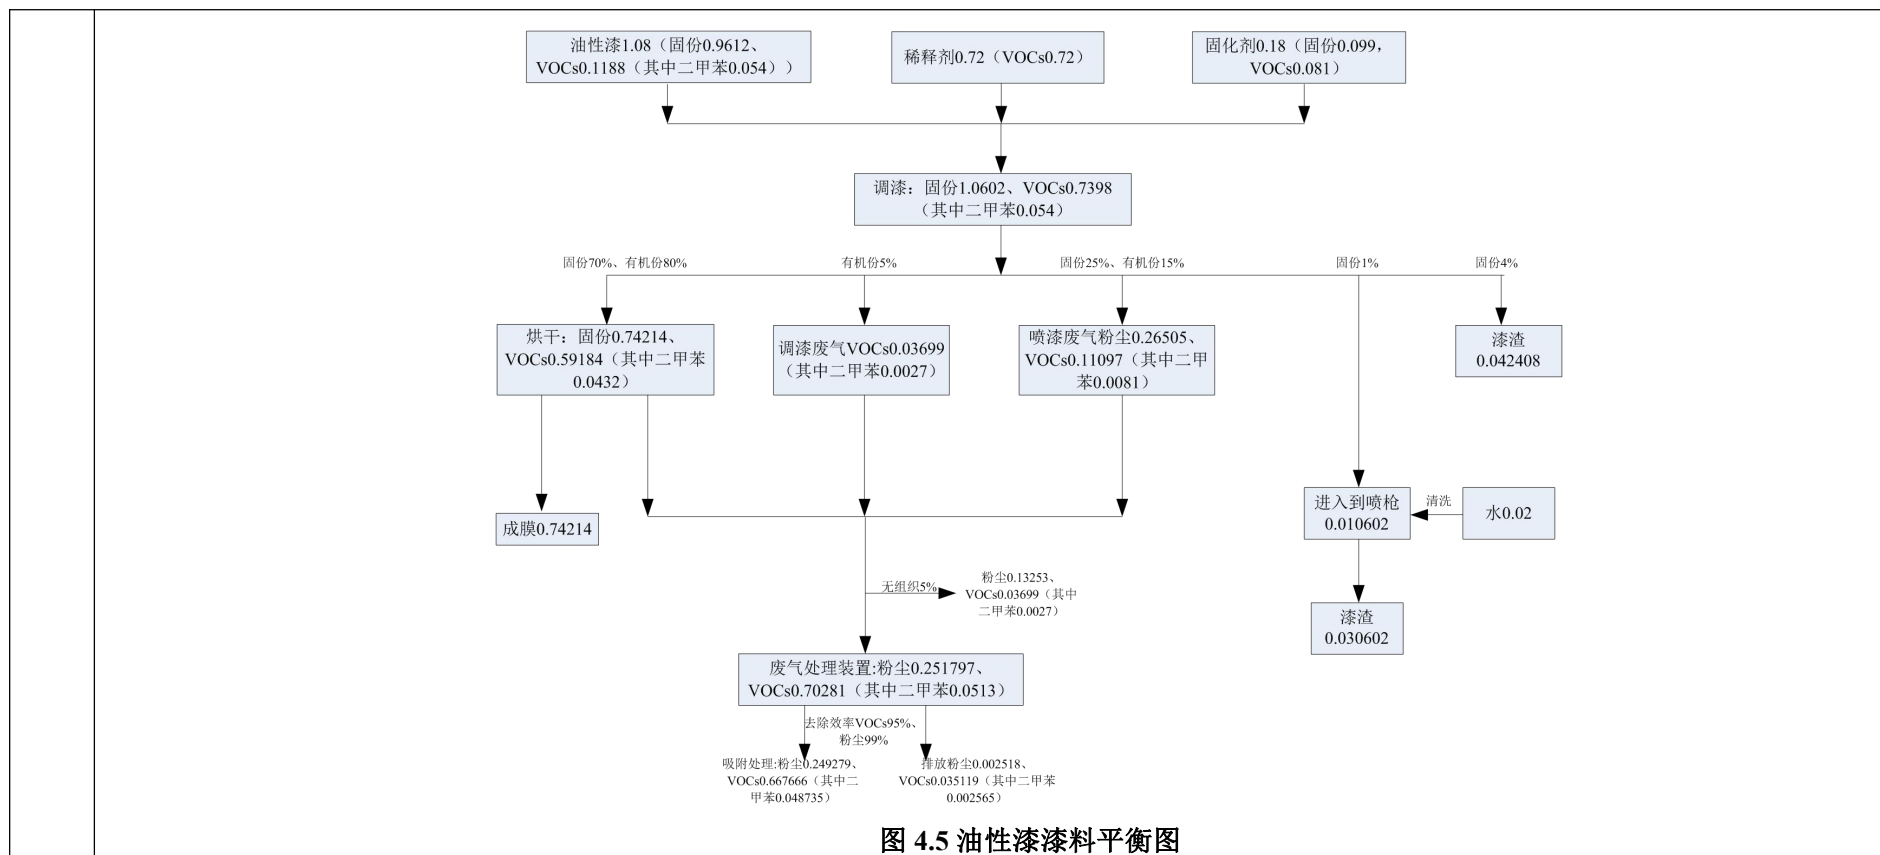 油性漆1.08（固份0.9612、
VOCs0.1188（其中二甲苯0.054））
稀释剂0.72（VOCs0.72）
固化剂0.18（固份0.099，
VOCs0.081）
调漆：固份1.0602、VOCs0.7398
（其中二甲苯0.054）
固份70%、有机份80%
有机份5%
固份25%、有机份15%
固份1%
固份4%
烘干：固份0.74214、
VOCs0.59184（其中二甲苯
0.0432）
调漆废气VOCs0.03699
（其中二甲苯0.0027）
喷漆废气粉尘0.26505、
VOCs0.11097（其中二甲
苯0.0081）
漆渣
0.042408
成膜0.74214
进入到喷枪
0.010602
清洗
水0.02
无组织5%
粉尘0.13253、
VOCs0.03699（其中
二甲苯0.0027）
漆渣
0.030602
废气处理装置:粉尘0.251797、
VOCs0.70281（其中二甲苯0.0513）
去除效率VOCs95%、
粉尘99%
吸附处理:粉尘0.249279、
VOCs0.667666（其中二
甲苯0.048735）
排放粉尘0.002518、
VOCs0.035119（其中二甲苯
0.002565）
图 4.5 油性漆漆料平衡图